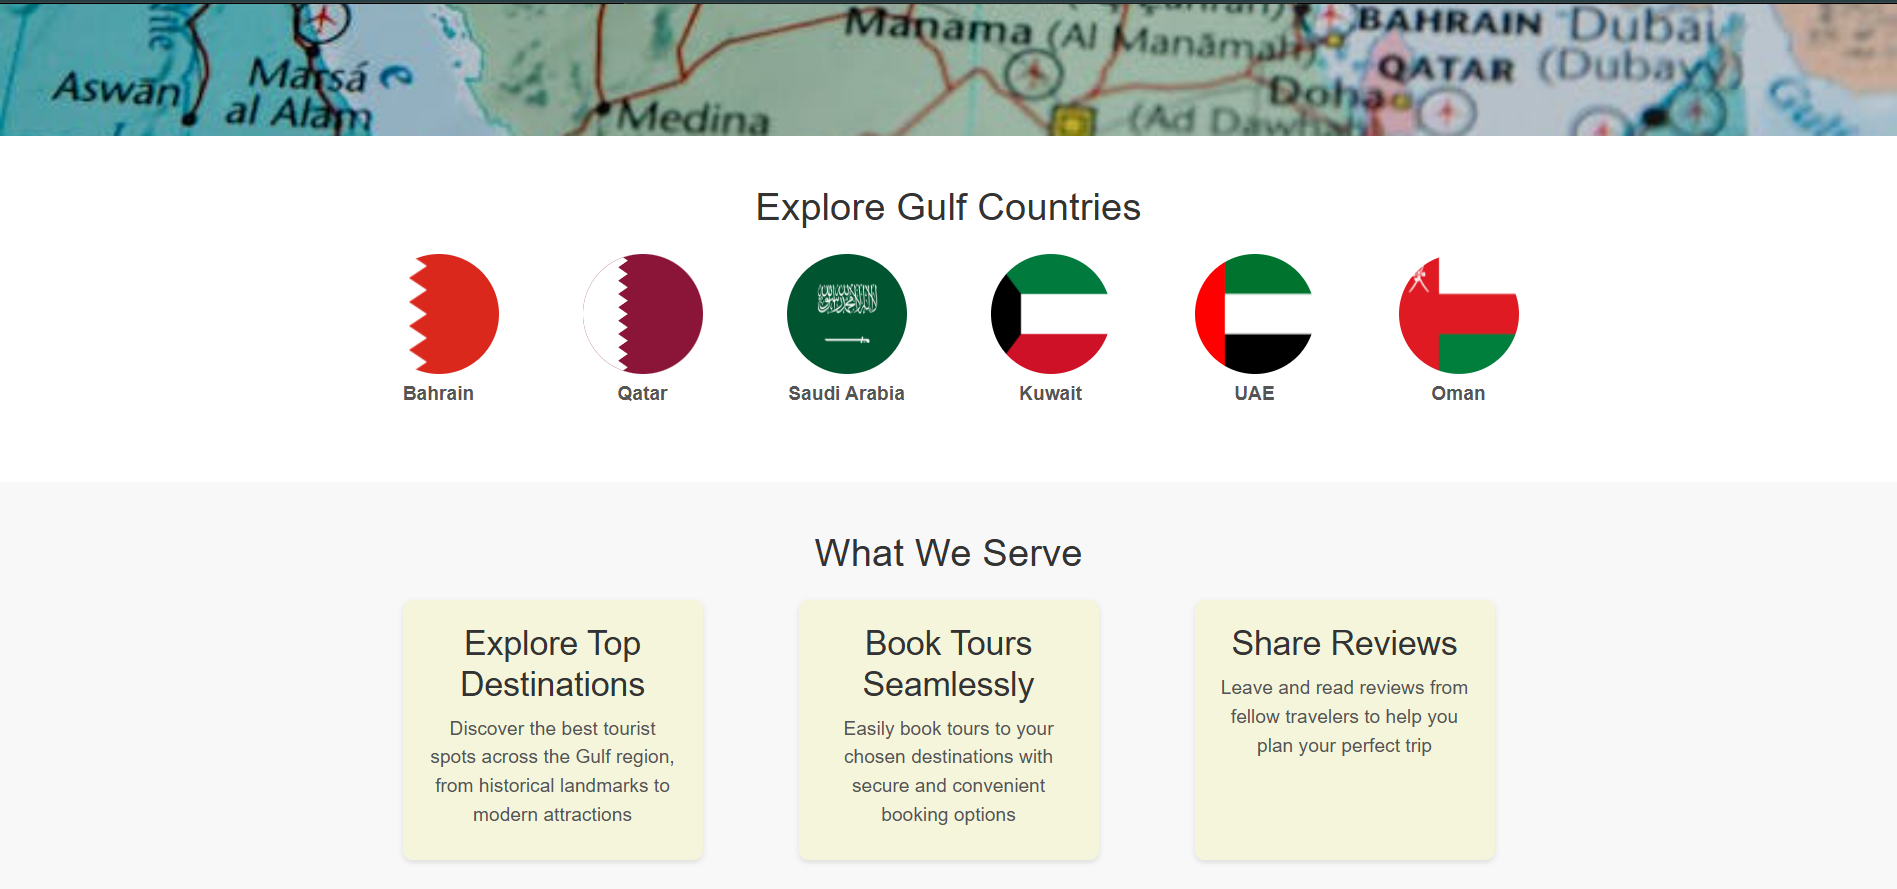 Manama (Al Manāmah)
BAHRAIN
Dubai
Aswān
Marsá
al Alam
Medina
QATAR
(Dubayy)
Doha
(Ad Dawhah
Gulf
Explore Gulf Countries
Bahrain
Qatar
Saudi Arabia
Kuwait
UAE
Oman
What We Serve
Explore Top
Destinations
Discover the best tourist
spots across the Gulf region,
from historical landmarks to
modern attractions
Book Tours
Seamlessly
Easily book tours to your
chosen destinations with
secure and convenient
booking options
Share Reviews
Leave and read reviews from
fellow travelers to help you
plan your perfect trip